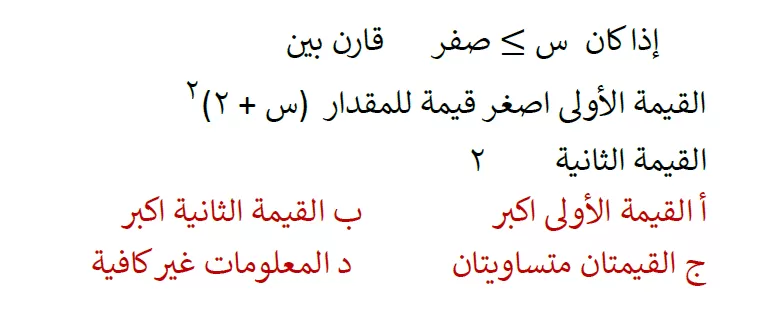 إذا كان س ≥ صفر قارن بين
القيمة الأولى اصغر قيمة للمقدار (س + ٢)٢
القيمة الثانية ٢
أ القيمة الأولى اكبر ب القيمة الثانية اكبر
ج القيمتان متساويتان د المعلومات غير كافية